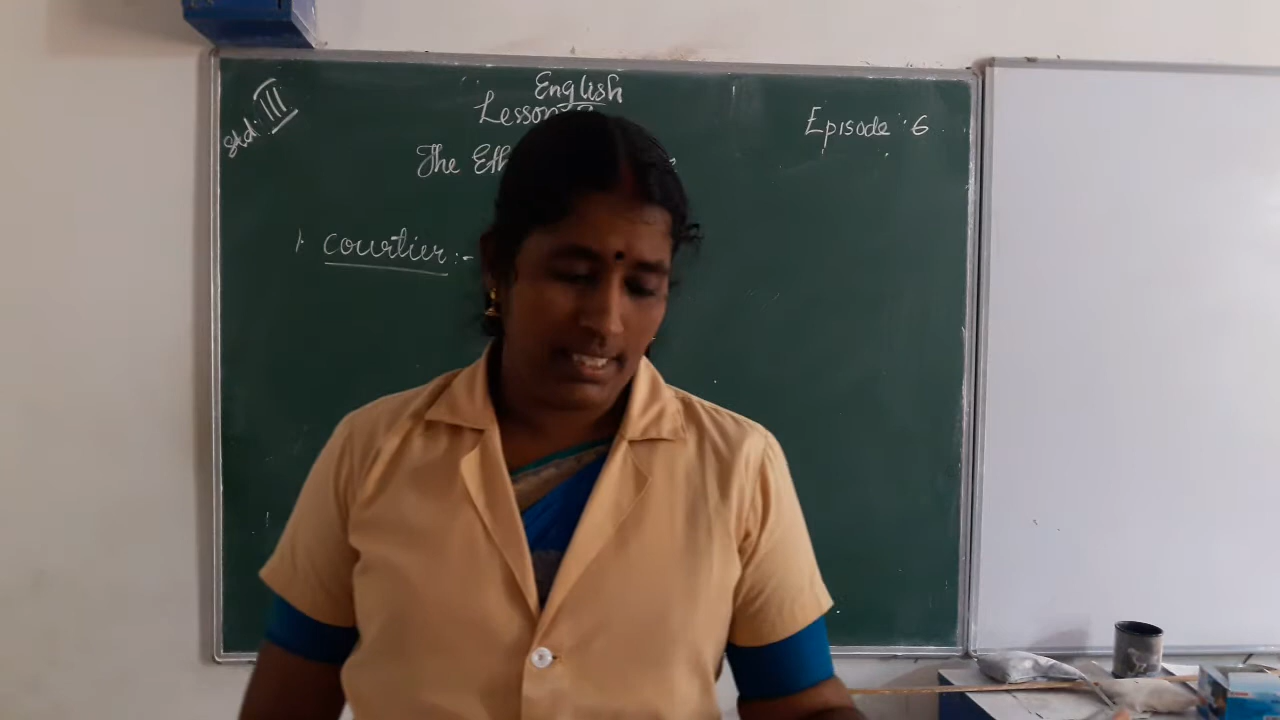 English
Std: III
Lesson
Episode : 6
The
1. courtier :-